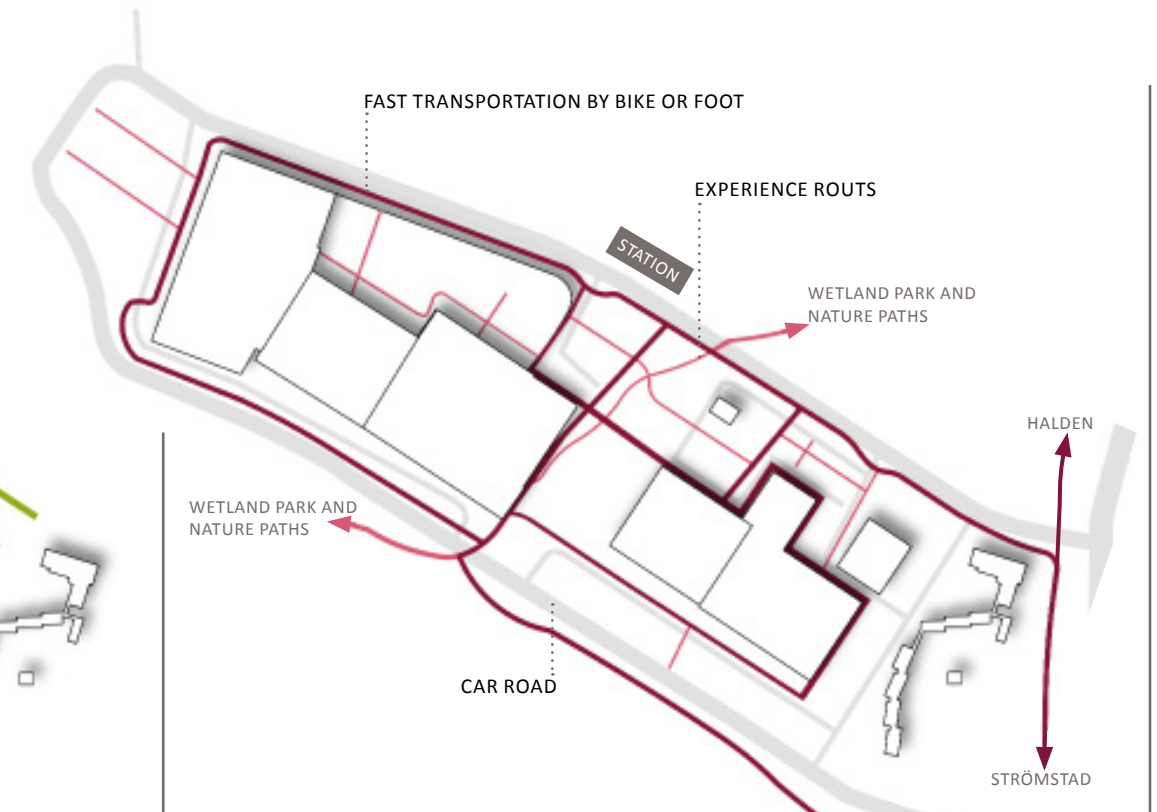 FAST TRANSPORTATION BY BIKE OR FOOT
EXPERIENCE ROUTS
STATION
WETLAND PARK AND
NATURE PATHS
HALDEN
WETLAND PARK AND
NATURE PATHS
CAR ROAD
STRÖMSTAD